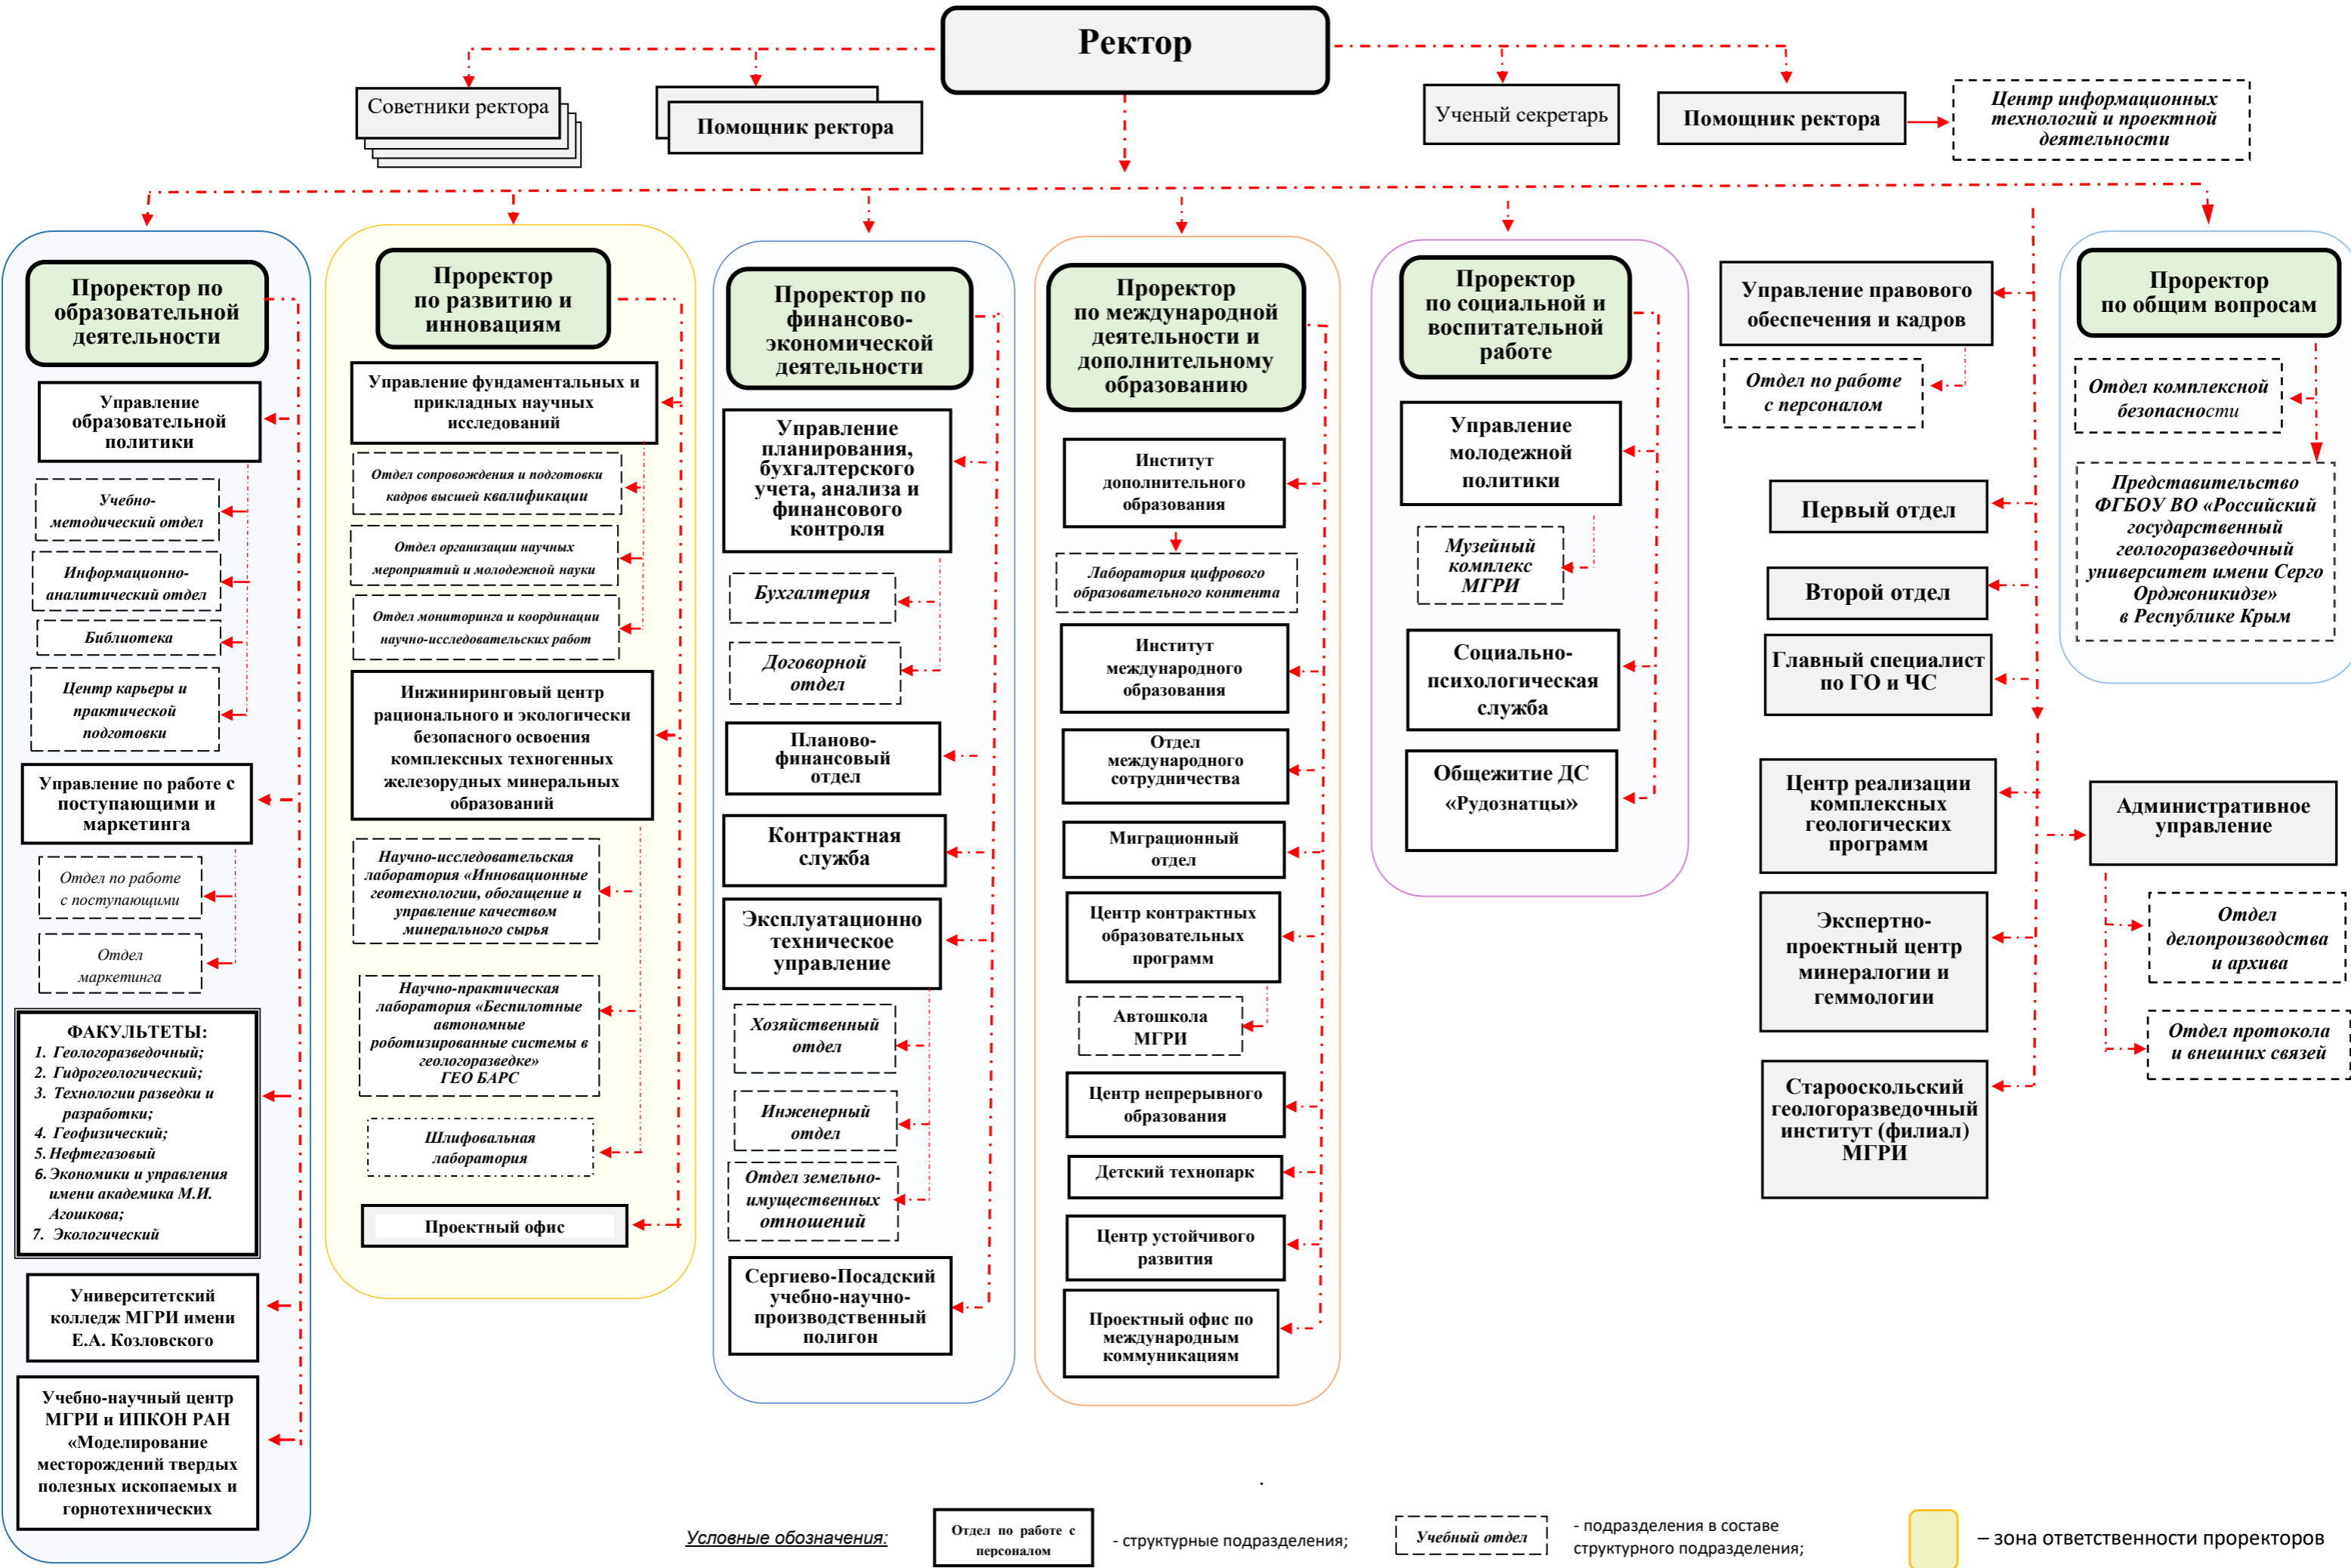 Ректор
Советники ректора
Помощник ректора
Ученый секретарь
Помощник ректора
Центр информационных
технологий и проектной
деятельности
Проректор по
образовательной
деятельности
Управление
образовательной
политики
Учебно-
методический отдел
Информационно-
аналитический отдел
Библиотека
Центр карьеры и
практической
подготовки
Управление по работе с
поступающими и
маркетинга
Отдел по работе
с поступающими
Отдел
маркетинга
ФАКУЛЬТЕТЫ:
1. Геологоразведочный;
2. Гидрогеологический;
3. Технологии разведки и
разработки;
4. Геофизический;
5. Нефтегазовый
6. Экономики и управления
имени академика М.И.
Агошкова;
7. Экологический
Университетский
колледж МГРИ имени
Е.А. Козловского
Учебно-научный центр
МГРИ и ИПКОН РАН
«Моделирование
месторождений твердых
полезных ископаемых и
горнотехнических
Проректор
по развитию и
инновациям
Управление фундаментальных и
прикладных научных
исследований
Отдел сопровождения и подготовки
кадров высшей квалификации
Отдел организации научных
мероприятий и молодежной науки
Отдел мониторинга и координации
научно-исследовательских работ
Инжиниринговый центр
рационального и экологически
безопасного освоения
комплексных техногенных
железорудных минеральных
образований
Научно-исследовательская
лаборатория «Инновационные
геотехнологии, обогащение и
управление качеством
минерального сырья
Научно-практическая
лаборатория «Беспилотные
автономные
роботизированные системы в
геологоразведке»
ГЕО БАРС
Шлифовальная
лаборатория
Проектный офис
Проректор по
финансово-
экономической
деятельности
Управление
планирования,
бухгалтерского
учета, анализа и
финансового
контроля
Бухгалтерия
Договорной
отдел
Планово-
финансовый
отдел
Контрактная
служба
Эксплуатационно
техническое
управление
Хозяйственный
отдел
Инженерный
отдел
Отдел земельно-
имущественных
отношений
Сергиево-Посадский
учебно-научно-
производственный
полигон
Проректор
по международной
деятельности и
дополнительному
образованию
Институт
дополнительного
образования
Лаборатория цифрового
образовательного контента
Институт
международного
образования
Отдел
международного
сотрудничества
Миграционный
отдел
Центр контрактных
образовательных
программ
Автошкола
МГРИ
Центр непрерывного
образования
Детский технопарк
Центр устойчивого
развития
Проектный офис по
международным
коммуникациям
Проректор
по социальной и
воспитательной
работе
Управление
молодежной
политики
Музейный
комплекс
МГРИ
Социально-
психологическая
служба
Общежитие ДС
«Рудознатцы»
Управление правового
обеспечения и кадров
Отдел по работе
с персоналом
Первый отдел
Второй отдел
Главный специалист
по ГО и ЧС
Центр реализации
комплексных
геологических
программ
Экспертно-
проектный центр
минералогии и
геммологии
Старооскольский
геологоразведочный
институт (филиал)
МГРИ
Проректор
по общим вопросам
Отдел комплексной
безопасности
Представительство
ФГБОУ ВО «Российский
государственный
геологоразведочный
университет имени Серго
Орджоникидзе»
в Республике Крым
Административное
управление
Отдел
делопроизводства
и архива
Отдел протокола
и внешних связей
.
Условные обозначения:
Отдел по работе с
персоналом
- структурные подразделения;
Учебный отдел
- подразделения в составе
структурного подразделения;
– зона ответственности проректоров